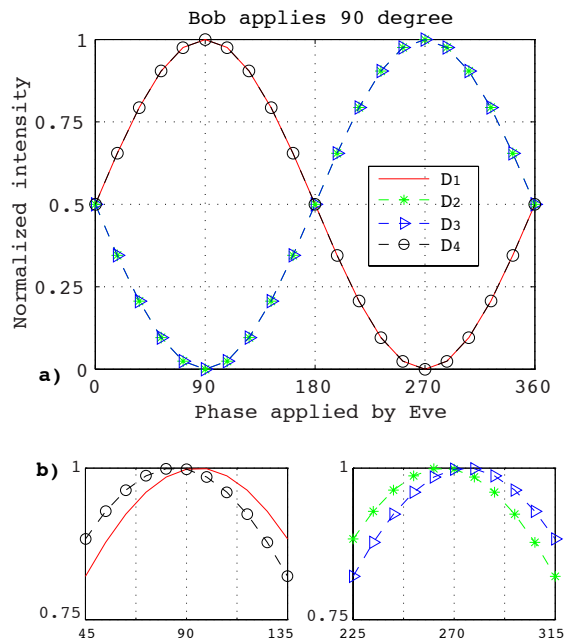 Bob applies 90 degree
Normalized intensity
1
0.75
0.5
0.25
0
D1
D2
D3
D4
a)
0 90 180 270 360
Phase applied by Eve
b)
1
0.75
45 90 135
1
0.75
225 270 315